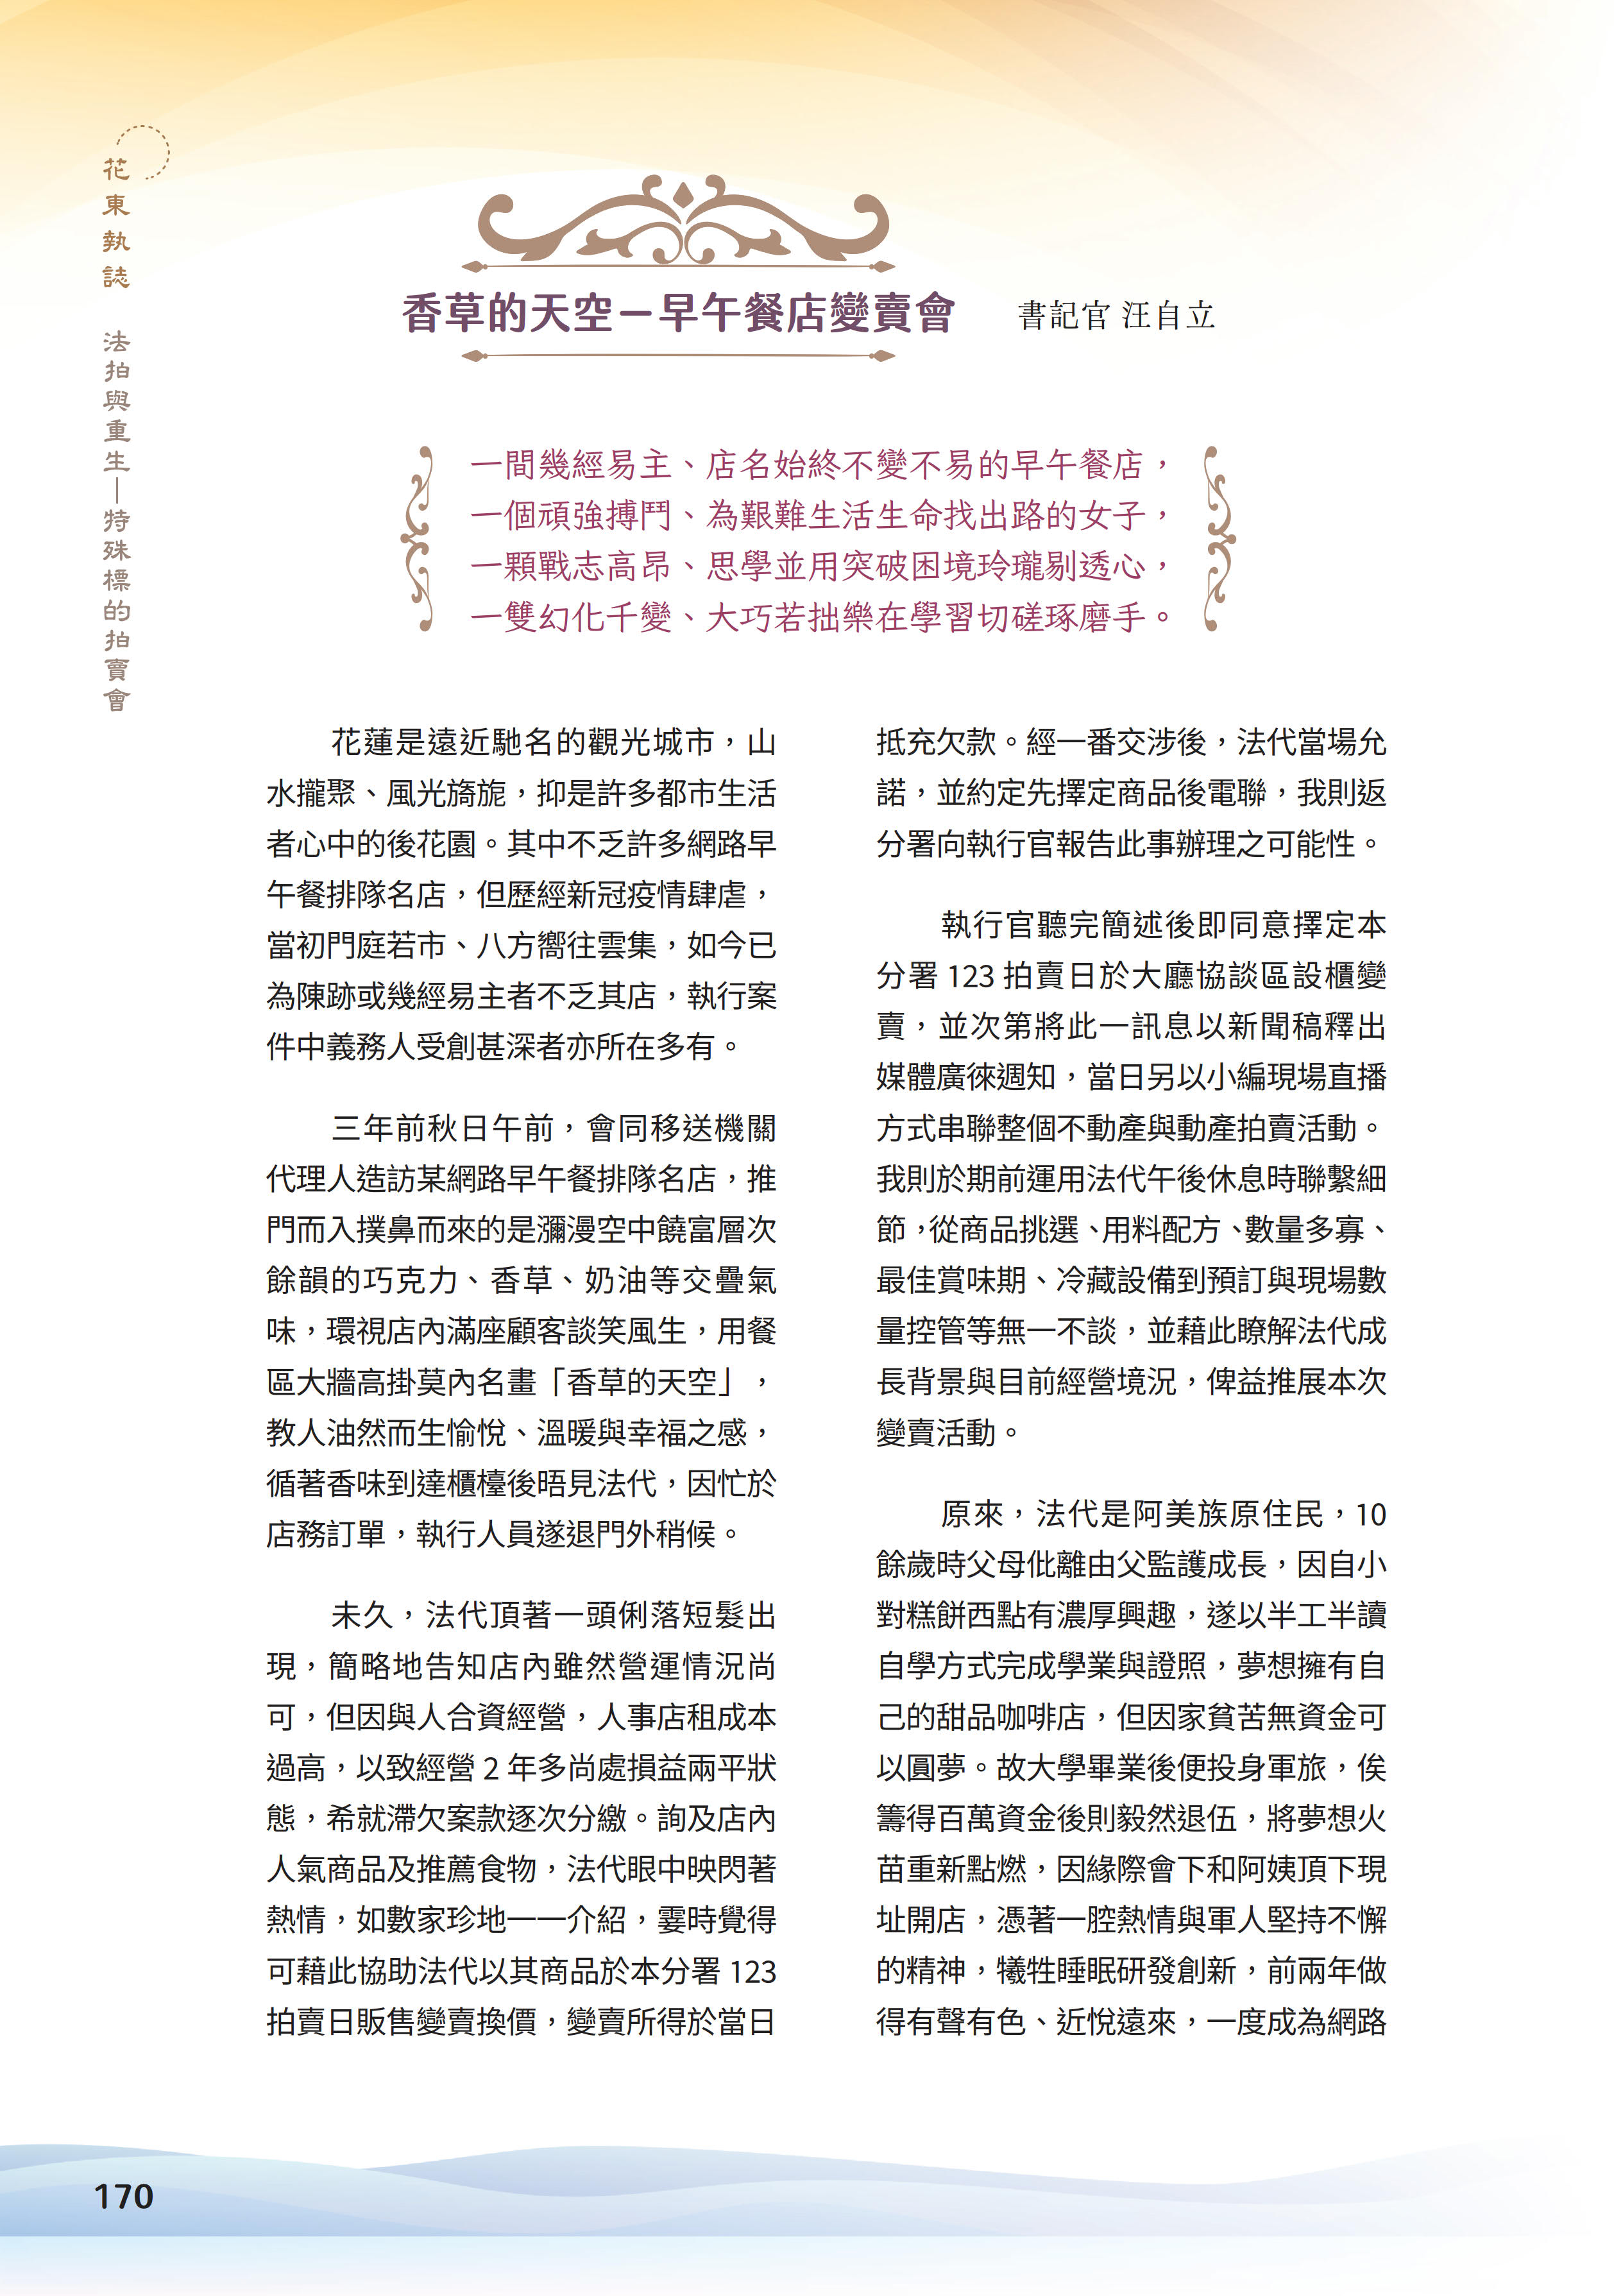 花東執誌
法拍與重生—特殊標的拍賣會
香草的天空－早午餐店變賣會
書記官 汪自立
一間幾經易主、店名始終不變不易的早午餐店，
一個頑強搏鬥、為艱難生活生命找出路的女子，
一顆戰志高昂、思學並用突破困境玲瓏剔透心，
一雙幻化千變、大巧若拙樂在學習切磋琢磨手。
花蓮是遠近馳名的觀光城市，山
水攏聚、風光旖旎，抑是許多都市生活
者心中的後花園。其中不乏許多網路早
午餐排隊名店，但歷經新冠疫情肆虐，
當初門庭若市、八方嚮往雲集，如今已
為陳跡或幾經易主者不乏其店，執行案
件中義務人受創甚深者亦所在多有。
三年前秋日午前，會同移送機關
代理人造訪某網路早午餐排隊名店，推
門而入撲鼻而來的是瀰漫空中饒富層次
餘韻的巧克力、香草、奶油等交疊氣
味，環視店內滿座顧客談笑風生，用餐
區大牆高掛莫內名畫「香草的天空」，
教人油然而生愉悅、溫暖與幸福之感，
循著香味到達櫃檯後晤見法代，因忙於
店務訂單，執行人員遂退門外稍候。
未久，法代頂著一頭俐落短髮出
現，簡略地告知店內雖然營運情況尚
可，但因與人合資經營，人事店租成本
過高，以致經營 2 年多尚處損益兩平狀
態，希就滯欠案款逐次分繳。詢及店內
人氣商品及推薦食物，法代眼中映閃著
熱情，如數家珍地一一介紹，霎時覺得
可藉此協助法代以其商品於本分署 123
拍賣日販售變賣換價，變賣所得於當日
抵充欠款。經一番交涉後，法代當場允
諾，並約定先擇定商品後電聯，我則返
分署向執行官報告此事辦理之可能性。
執行官聽完簡述後即同意擇定本
分署 123 拍賣日於大廳協談區設櫃變
賣，並次第將此一訊息以新聞稿釋出
媒體廣徠週知，當日另以小編現場直播
方式串聯整個不動產與動產拍賣活動。
我則於期前運用法代午後休息時聯繫細
節，從商品挑選、用料配方、數量多寡、
最佳賞味期、冷藏設備到預訂與現場數
量控管等無一不談，並藉此瞭解法代成
長背景與目前經營境況，俾益推展本次
變賣活動。
原來，法代是阿美族原住民，10
餘歲時父母仳離由父監護成長，因自小
對糕餅西點有濃厚興趣，遂以半工半讀
自學方式完成學業與證照，夢想擁有自
己的甜品咖啡店，但因家貧苦無資金可
以圓夢。故大學畢業後便投身軍旅，俟
籌得百萬資金後則毅然退伍，將夢想火
苗重新點燃，因緣際會下和阿姨頂下現
址開店，憑著一腔熱情與軍人堅持不懈
的精神，犧牲睡眠研發創新，前兩年做
得有聲有色、近悅遠來，一度成為網路
170